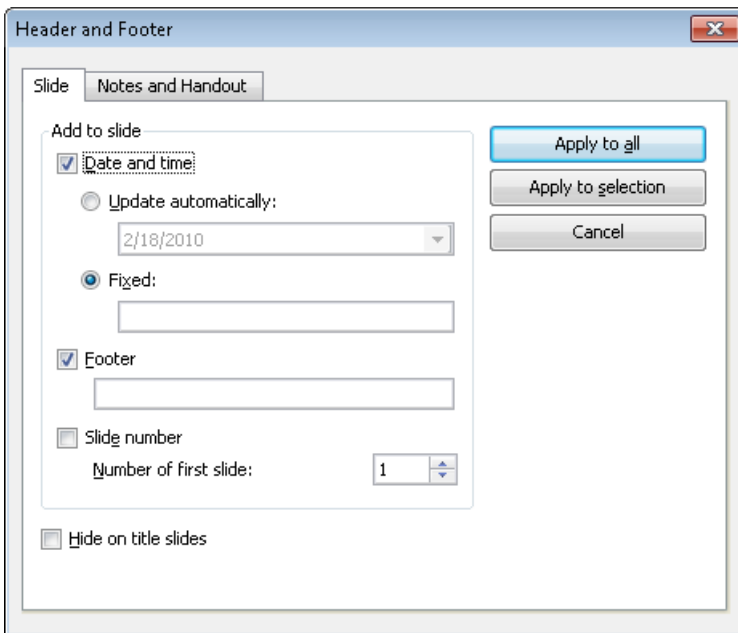 Header and Footer
Slide
Notes and Handout
Add to slide
Date and time
Update automatically:
2/18/2010
Fixed:
Footer
Slide number
Number of first slide:
1
Hide on title slides
Apply to all
Apply to selection
Cancel